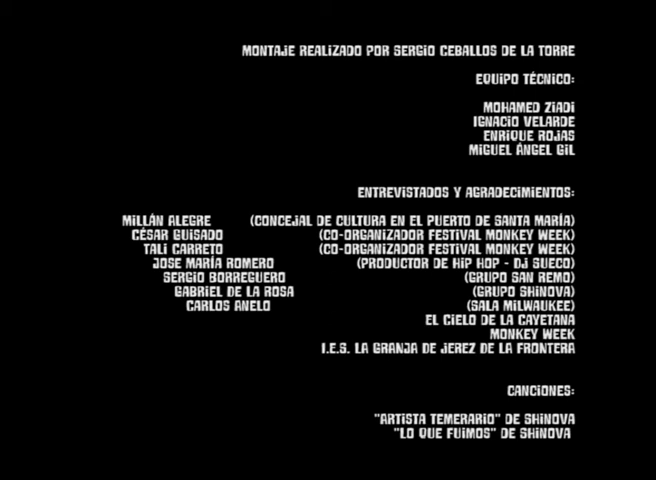 MONTAJE REALIZADO POR SERGIO CEBALLOS DE LA TORRE
EQUIPO TÉCNICO:
MOHAMED ZIADI
IGNACIO VELARDE
ENRIQUE ROJAS
MIGUEL ÁNGEL GIL
ENTREVISTADOS Y AGRADECIMIENTOS:
MILLÁN ALEGRE (CONCEJAL DE CULTURA EN EL PUERTO DE SANTA MARÍA)
CÉSAR GUISADO (CO-ORGANIZADOR FESTIVAL MONKEY WEEK)
TALI CARRETO (CO-ORGANIZADOR FESTIVAL MONKEY WEEK)
JOSE MARÍA ROMERO (PRODUCTOR DE HIP HOP - DJ SUECO)
SERGIO BORREGUERO (GRUPO SAN REMO)
GABRIEL DE LA ROSA (GRUPO SHINOVA)
CARLOS ANELO (SALA MILWAUKEE)
EL CIELO DE LA CAYETANA
MONKEY WEEK
I.E.S. LA GRANJA DE JEREZ DE LA FRONTERA
CANCIONES:
"ARTISTA TEMERARIO" DE SHINOVA
"LO QUE FUIMOS" DE SHINOVA